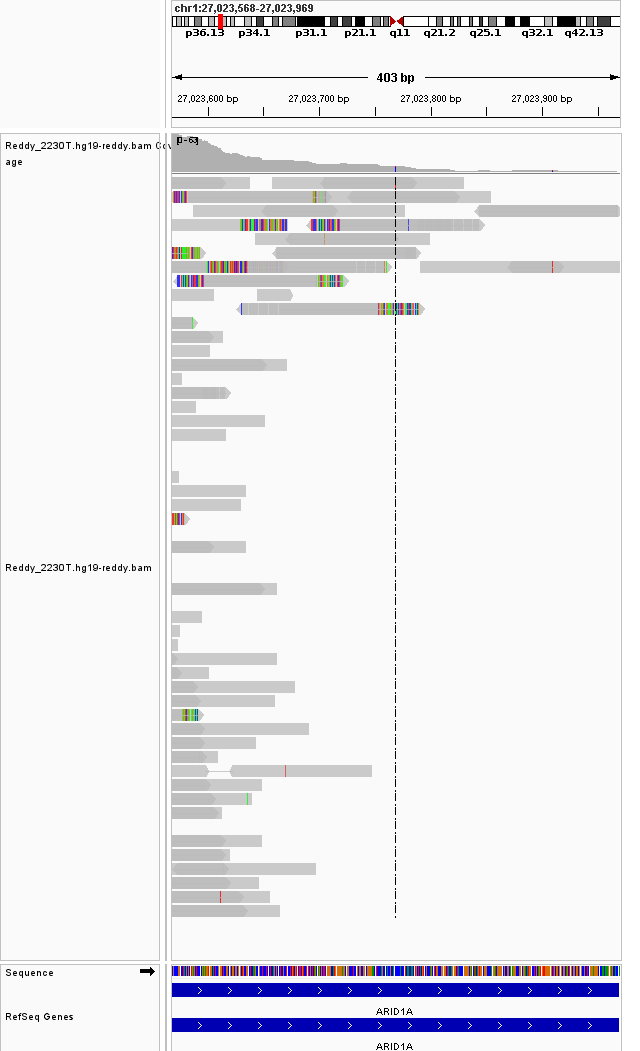 chr1:27,023,568-27,023,969
p36.13 p34.1 p31.1 p21.1 q11 q21.2 q25.1 q32.1 q42.13
403 bp
27,023,600 bp 27,023,700 bp 27,023,800 bp 27,023,900 bp
[0-63]
Reddy_2230T.hg19-reddy.bam Cov
age
Reddy_2230T.hg19-reddy.bam
Sequence
ARID1A
RefSeq Genes
ARID1A